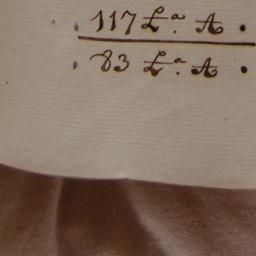 . 117 Lª. A .
. 83 Lª. A .